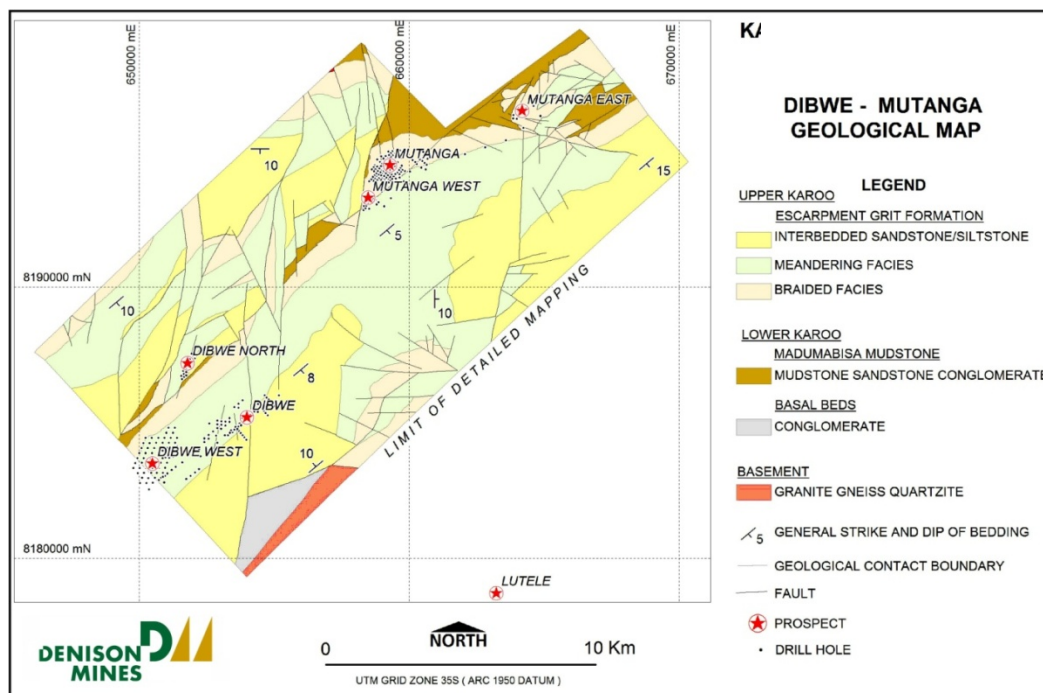 650000 mE
660000 mE
670000 mE
8190000 mN
8180000 mN
MUTANGA EAST
MUTANGA
MUTANGA WEST
DIBWE NORTH
DIBWE
DIBWE WEST
LUTELE
10
15
5
10
10
8
10
LIMIT OF DETAILED MAPPING
DIBWE - MUTANGA
GEOLOGICAL MAP
LEGEND
UPPER KAROO
ESCARPMENT GRIT FORMATION
INTERBEDDED SANDSTONE/SILTSTONE
MEANDERING FACIES
BRAIDED FACIES
LOWER KAROO
MADUMABISA MUDSTONE
MUDSTONE SANDSTONE CONGLOMERATE
BASAL BEDS
CONGLOMERATE
BASEMENT
GRANITE GNEISS QUARTZITE
5 GENERAL STRIKE AND DIP OF BEDDING
GEOLOGICAL CONTACT BOUNDARY
FAULT
PROSPECT
DRILL HOLE
DENISON
MINES
NORTH
0 10 Km
UTM GRID ZONE 35S ( ARC 1950 DATUM )